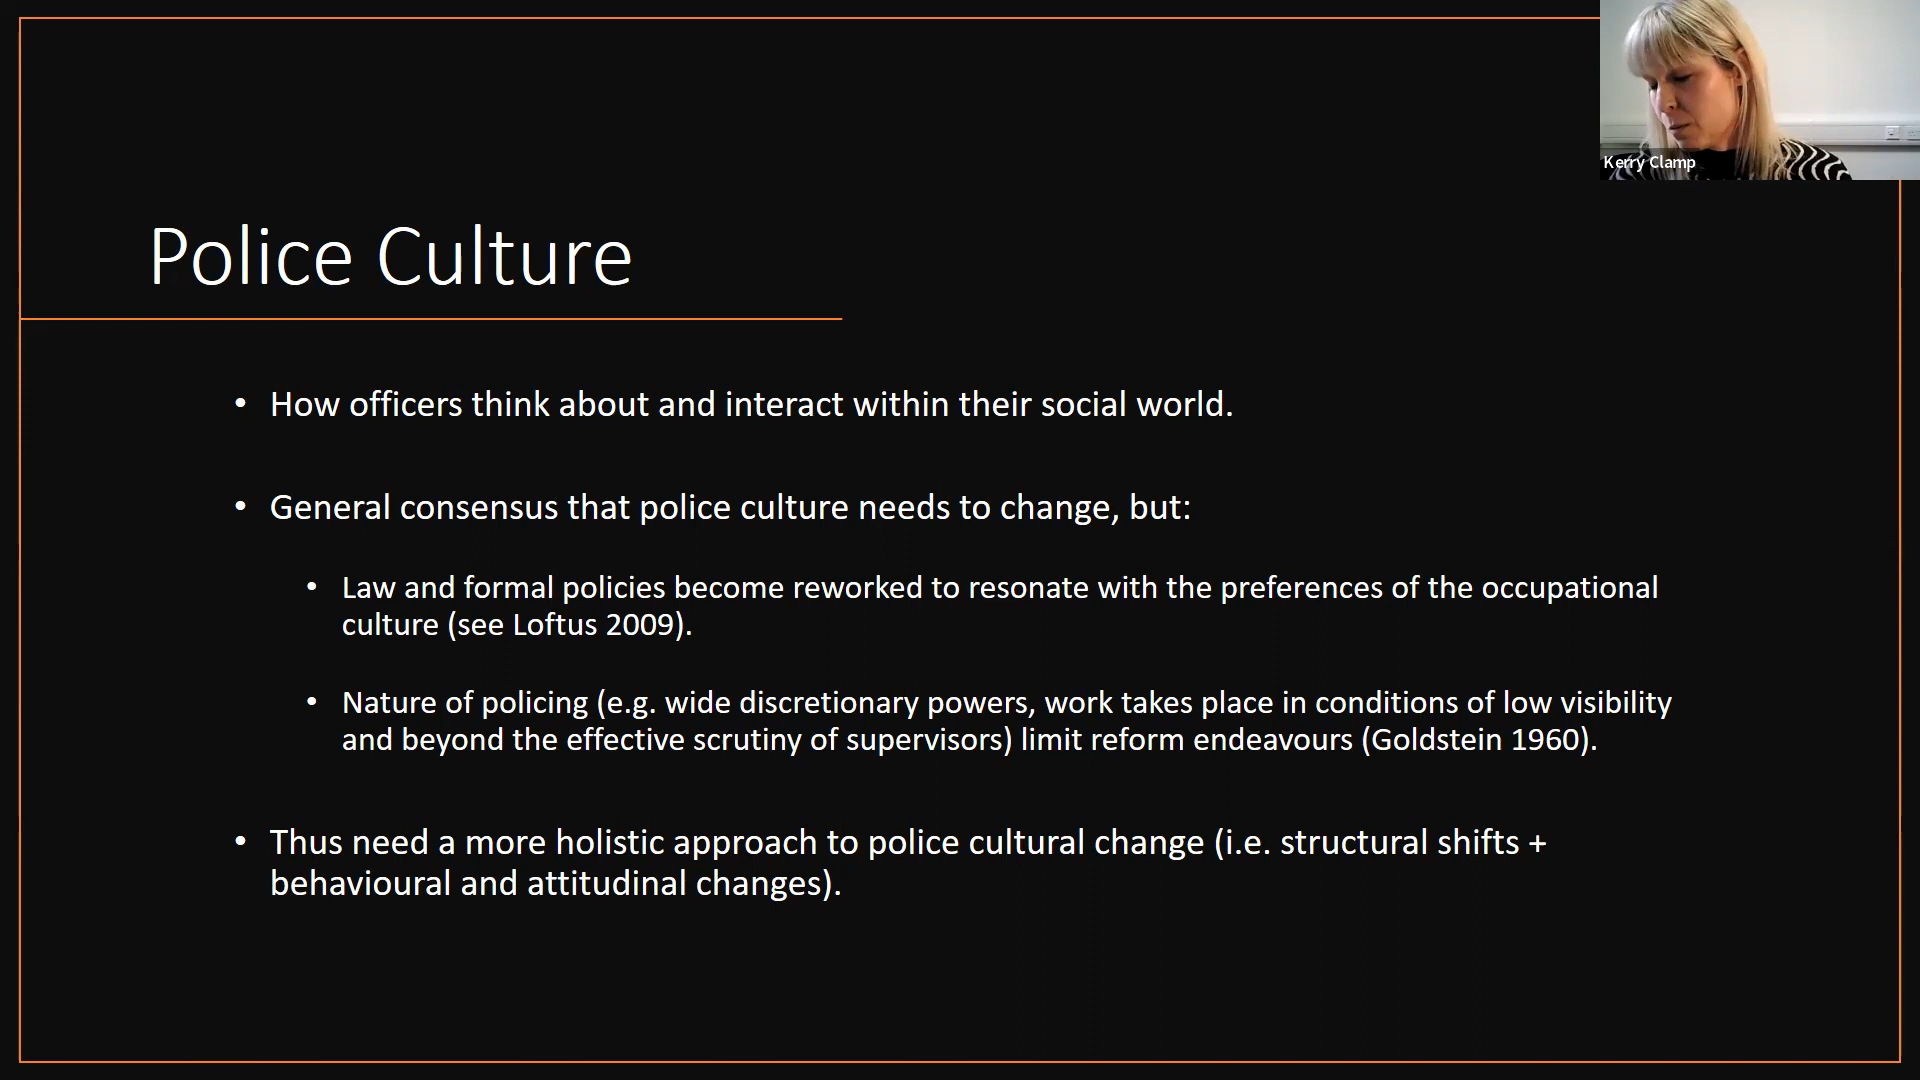 Kerry Clamp
Police Culture
• How officers think about and interact within their social world.
• General consensus that police culture needs to change, but:
• Law and formal policies become reworked to resonate with the preferences of the occupational
culture (see Loftus 2009).
• Nature of policing (e.g. wide discretionary powers, work takes place in conditions of low visibility
and beyond the effective scrutiny of supervisors) limit reform endeavours (Goldstein 1960).
• Thus need a more holistic approach to police cultural change (i.e. structural shifts +
behavioural and attitudinal changes).